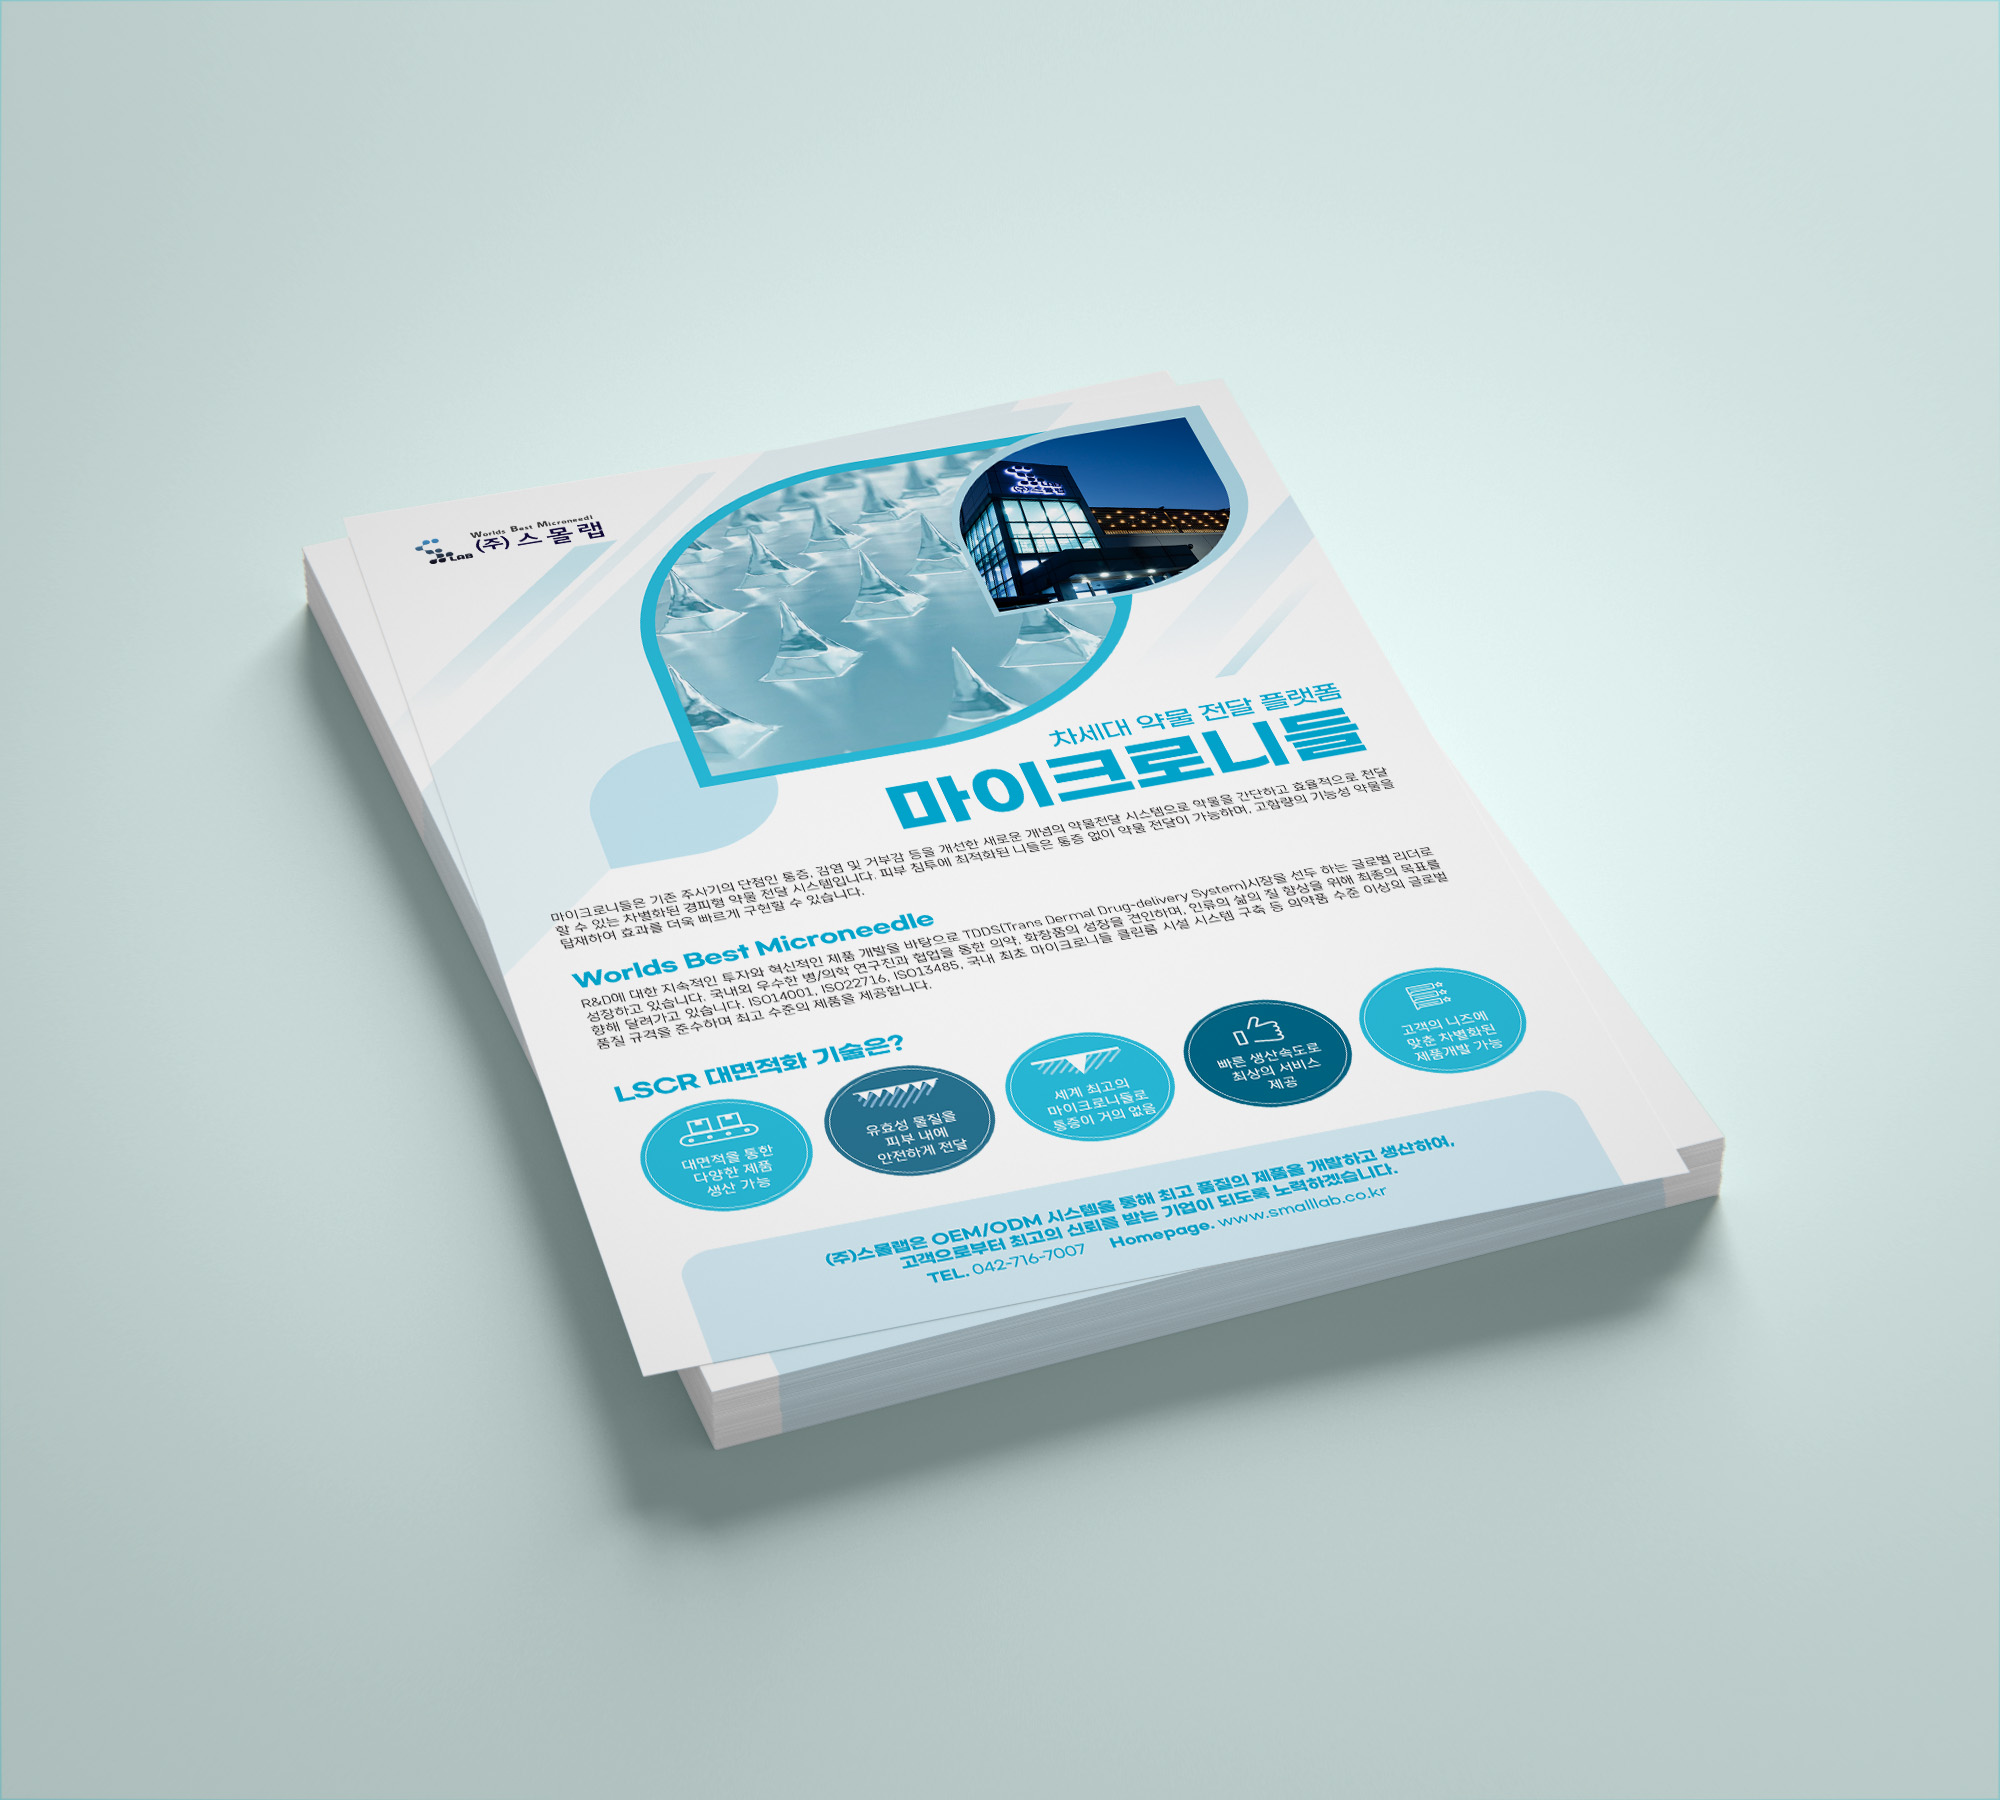 Worlds Best Microneedl
LAB (주)스몰랩
(주)스몰랩
차세대 약물 전달 플랫폼
마이크로니들
마이크로니들은 기존 주사기의 단점인 통증, 감염 및 거부감 등을 개선한 새로운 개념의 약물전달 시스템으로 약물을 간단하고 효율적으로 전달
할 수 있는 차별화된 경피형 약물 전달 시스템입니다. 피부 침투에 최적화된 니들은 통증 없이 약물 전달이 가능하며, 고함량의 기능성 약물을
탑재하여 효과를 더욱 빠르게 구현할 수 있습니다.
Worlds Best Microneedle
R&D에 대한 지속적인 투자와 혁신적인 제품 개발을 바탕으로 TDDS(Trans Dermal Drug-delivery System)시장을 선두 하는 글로벌 리더로
성장하고 있습니다. 국내외 우수한 병/의학 연구진과 협업을 통한 의약, 화장품의 성장을 견인하며, 인류의 삶의 질 향상을 위해 최종의 목표를
향해 달려가고 있습니다. ISO14001, ISO22716, ISO13485, 국내 최초 마이크로니들 클린룸 시설 시스템 구축 등 의약품 수준 이상의 글로벌
품질 규격을 준수하며 최고 수준의 제품을 제공합니다.
LSCR 대면적화 기술은?
대면적을 통한
다양한 제품
생산 가능
유효성 물질을
피부 내에
안전하게 전달
세계 최고의
마이크로니들로
통증이 거의 없음
빠른 생산속도로
최상의 서비스
제공
고객의 니즈에
맞춘 차별화된
제품개발 가능
(주)스몰랩은 OEM/ODM 시스템을 통해 최고 품질의 제품을 개발하고 생산하여,
고객으로부터 최고의 신뢰를 받는 기업이 되도록 노력하겠습니다.
TEL. 042-716-7007 Homepage. www.smalllab.co.kr